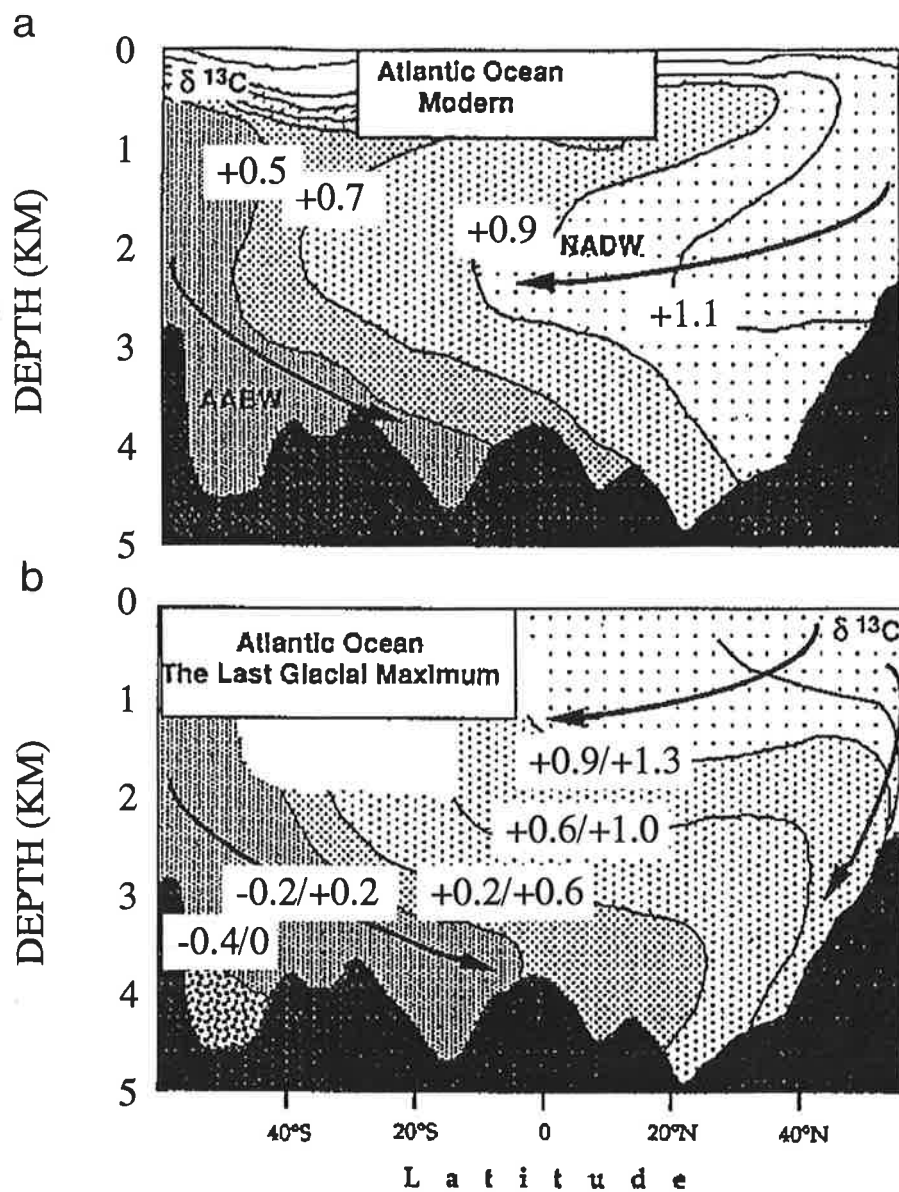 a
0
Atlantic Ocean
Modern
δ 13C
1
+0.5
+0.7
+0.9
NADW
2
+1.1
3
AABW
4
5
DEPTH (KM)
b
0
Atlantic Ocean
The Last Glacial Maximum
δ 13C
1
+0.9/+1.3
2
+0.6/+1.0
3
-0.2/+0.2
+0.2/+0.6
-0.4/0
4
5
DEPTH (KM)
40°S
20°S
0
20°N
40°N
Latitude